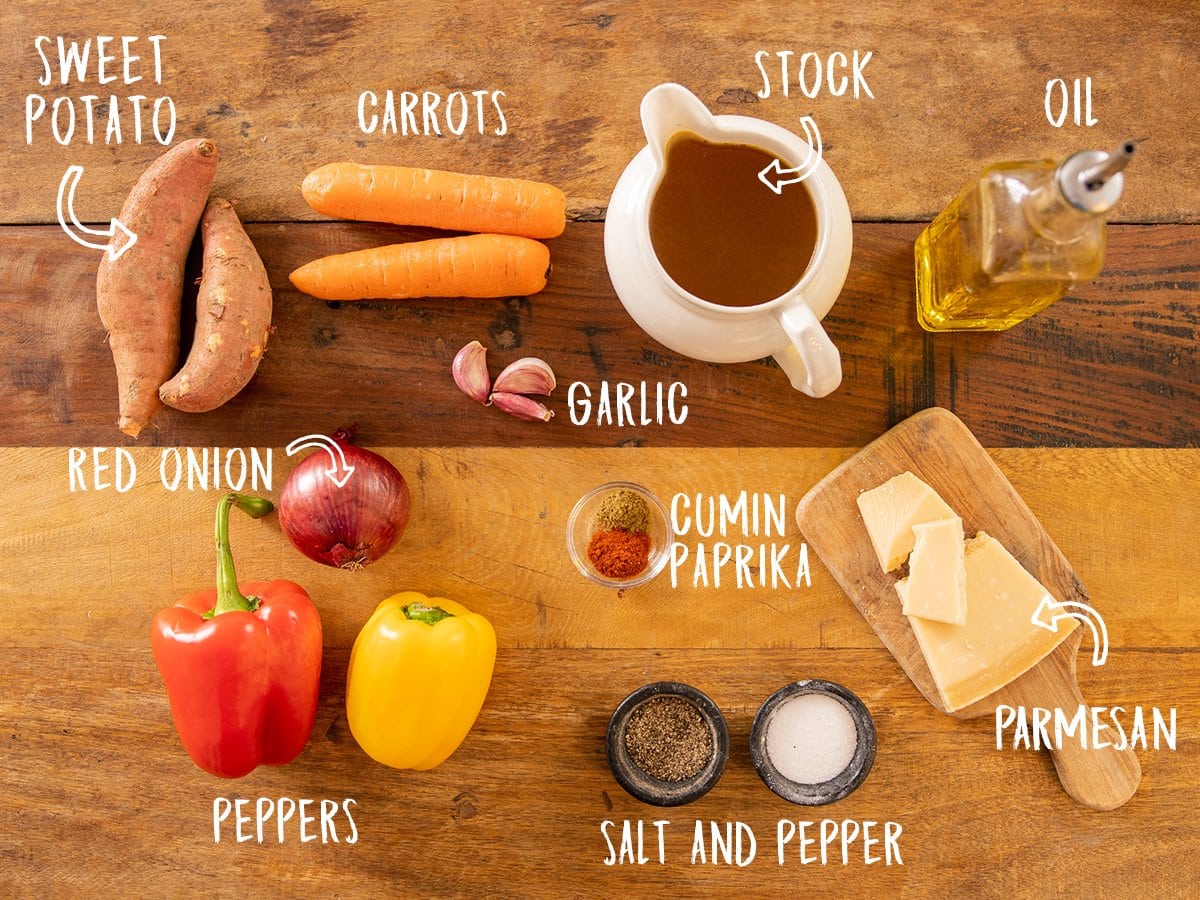 SWEET
POTATO
CARROTS
STOCK
OIL
GARLIC
RED ONION
CUMIN
PAPRIKA
PARMESAN
PEPPERS
SALT AND PEPPER